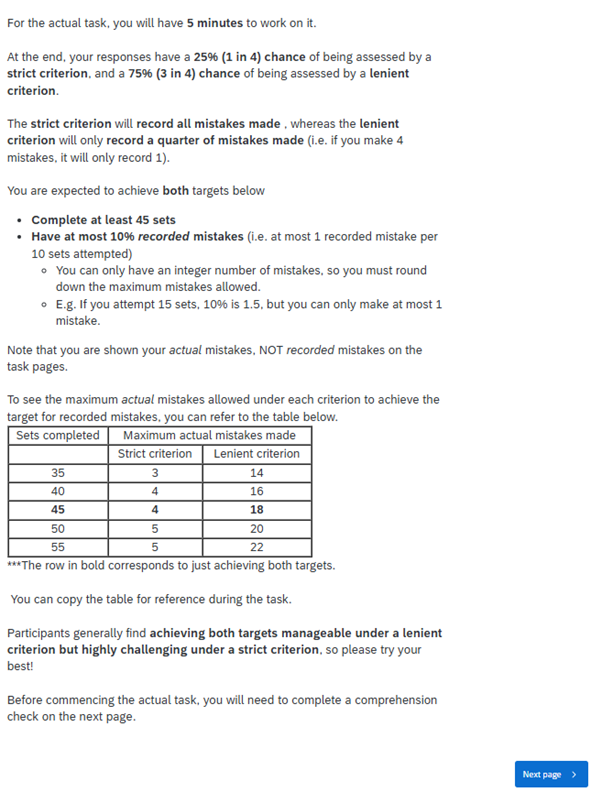 For the actual task, you will have 5 minutes to work on it.
At the end, your responses have a 25% (1 in 4) chance of being assessed by a
strict criterion, and a 75% (3 in 4) chance of being assessed by a lenient
criterion.
The strict criterion will record all mistakes made , whereas the lenient
criterion will only record a quarter of mistakes made (i.e. if you make 4
mistakes, it will only record 1).
You are expected to achieve both targets below
• Complete at least 45 sets
• Have at most 10% recorded mistakes (i.e. at most 1 recorded mistake per
10 sets attempted)
○ You can only have an integer number of mistakes, so you must round
down the maximum mistakes allowed.
○ E.g. If you attempt 15 sets, 10% is 1.5, but you can only make at most 1
mistake.
Note that you are shown your actual mistakes, NOT recorded mistakes on the
task pages.
To see the maximum actual mistakes allowed under each criterion to achieve the
target for recorded mistakes, you can refer to the table below.
Sets completed Maximum actual mistakes made
Strict criterion Lenient criterion
35 3 14
40 4 16
45 4 18
50 5 20
55 5 22
***The row in bold corresponds to just achieving both targets.
You can copy the table for reference during the task.
Participants generally find achieving both targets manageable under a lenient
criterion but highly challenging under a strict criterion, so please try your
best!
Before commencing the actual task, you will need to complete a comprehension
check on the next page.
Next page >